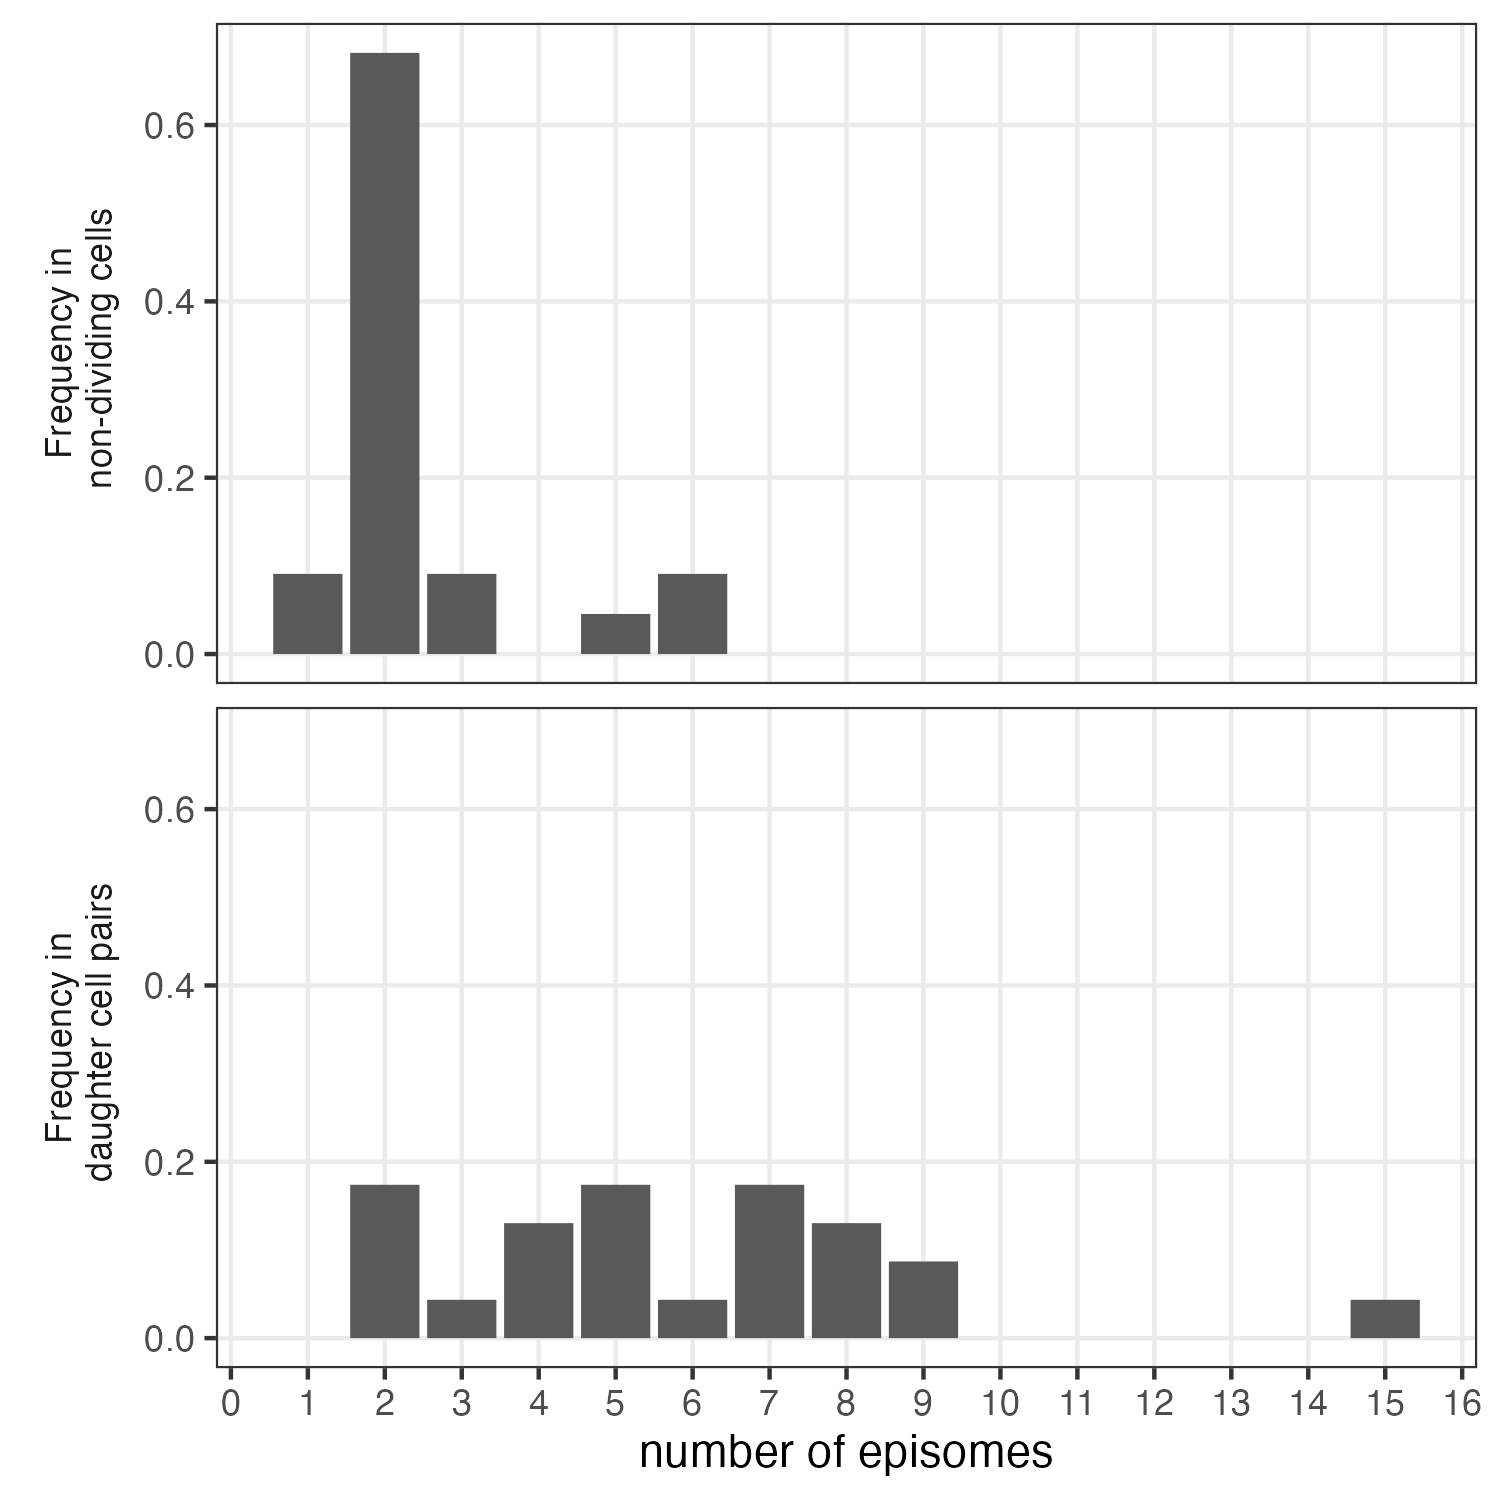 Frequency in
non-dividing cells
0.6
0.4
0.2
0.0
Frequency in
daughter cell pairs
0.6
0.4
0.2
0.0
0 1 2 3 4 5 6 7 8 9 10 11 12 13 14 15 16
number of episomes